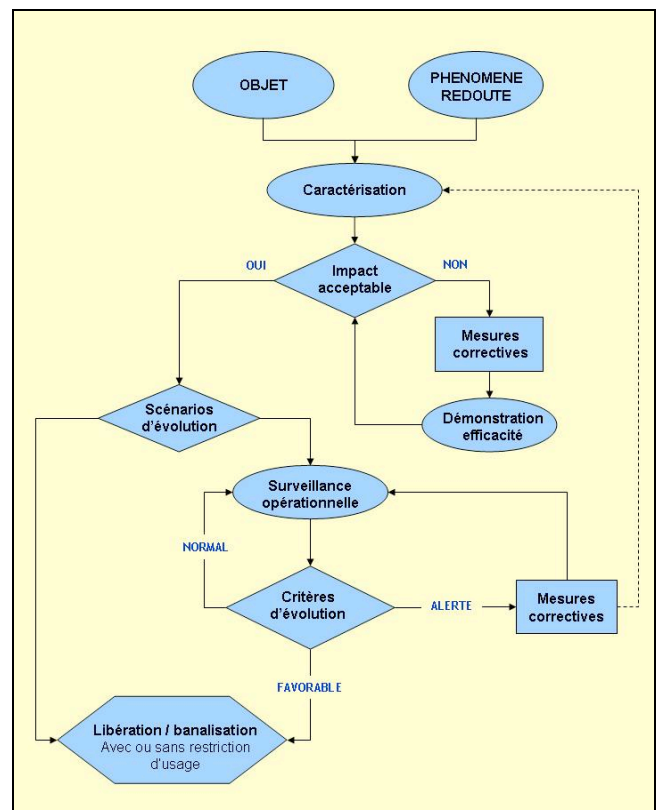 OBJET
PHENOMENE
REDOUTE
Caractérisation
OUI
Impact
acceptable
NON
Mesures
correctives
Scénarios
d'évolution
Démonstration
efficacité
Surveillance
opérationnelle
NORMAL
Critères
d'évolution
ALERTE
Mesures
correctives
FAVORABLE
Libération / banalisation
Avec ou sans restriction
d'usage